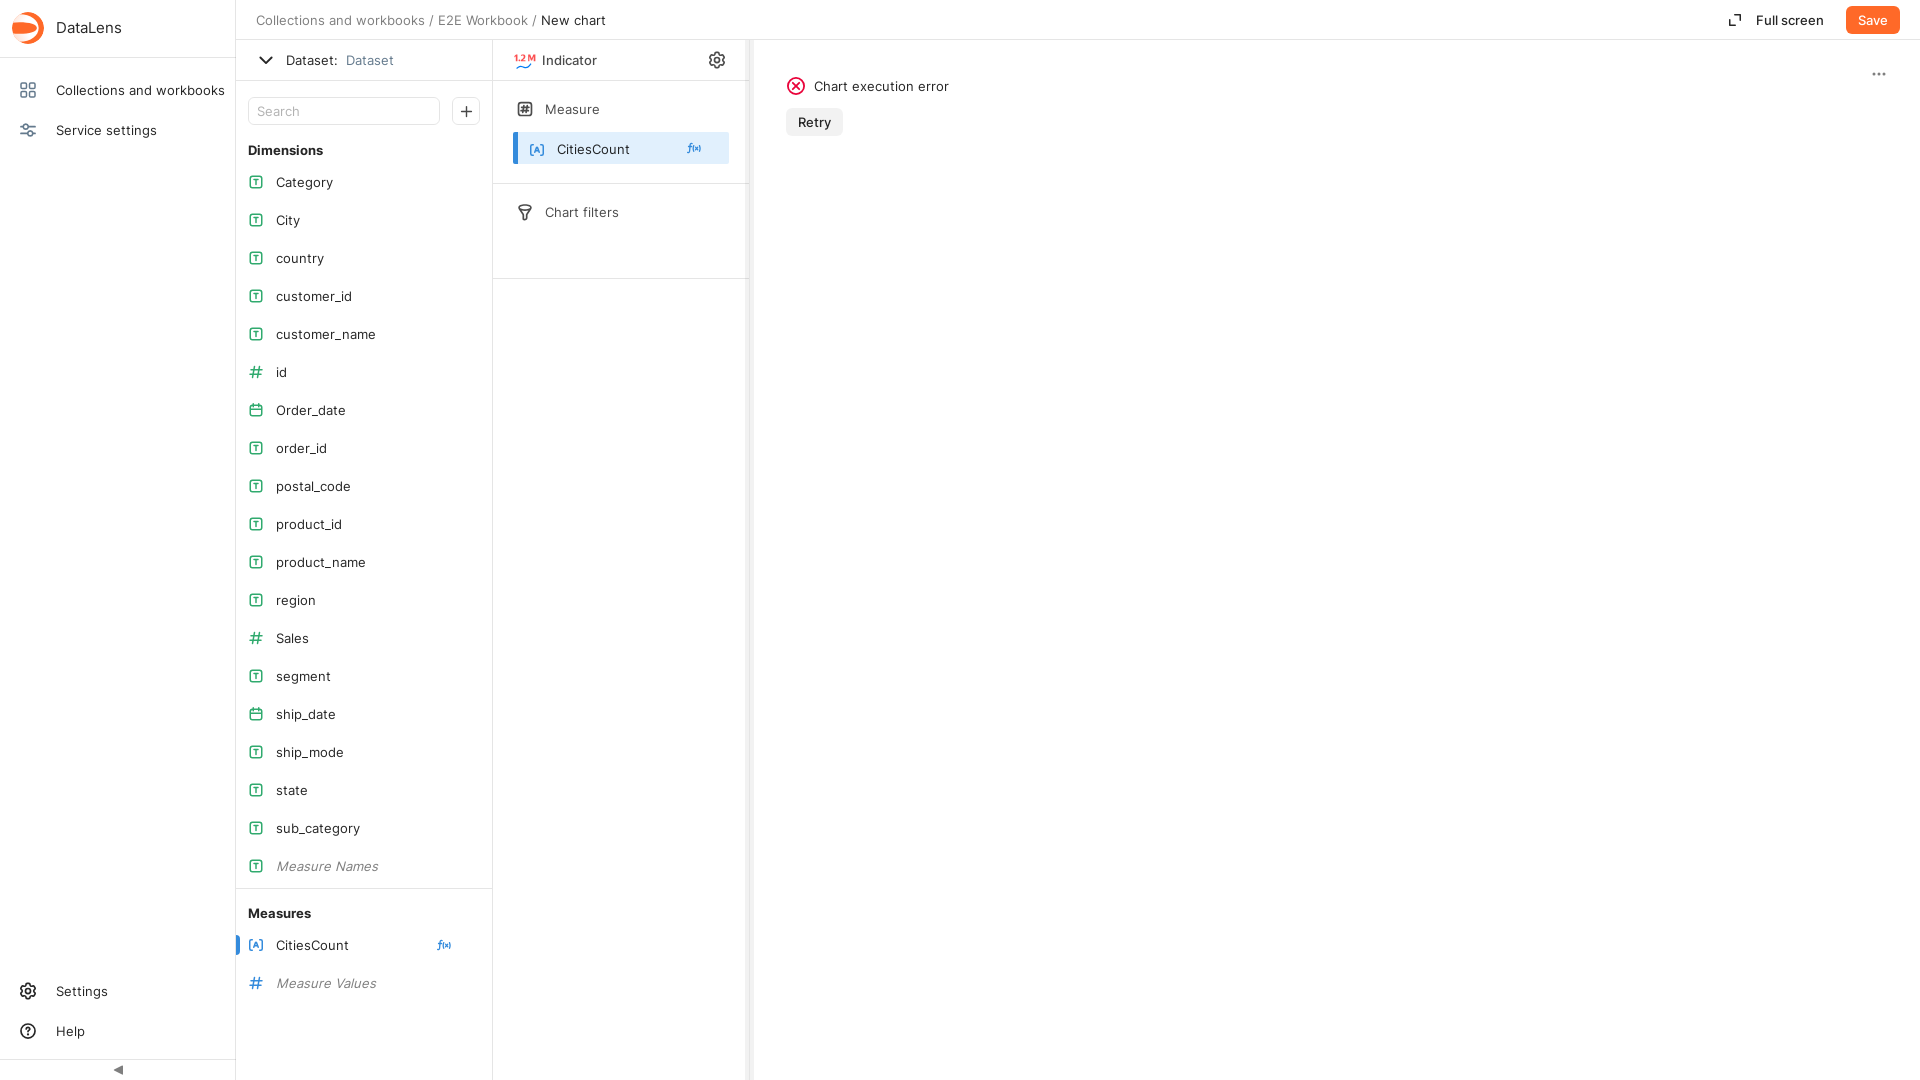 DataLens
Collections and workbooks
Service settings
Settings
Help
Collections and workbooks / E2E Workbook / New chart
Full screen
Save
Dataset: Dataset
Search
Dimensions
Category
City
country
customer_id
customer_name
id
Order_date
order_id
postal_code
product_id
product_name
region
Sales
segment
ship_date
ship_mode
state
sub_category
Measure Names
Measures
CitiesCount
Measure Values
1.2M Indicator
Measure
CitiesCount
Chart filters
Chart execution error
Retry